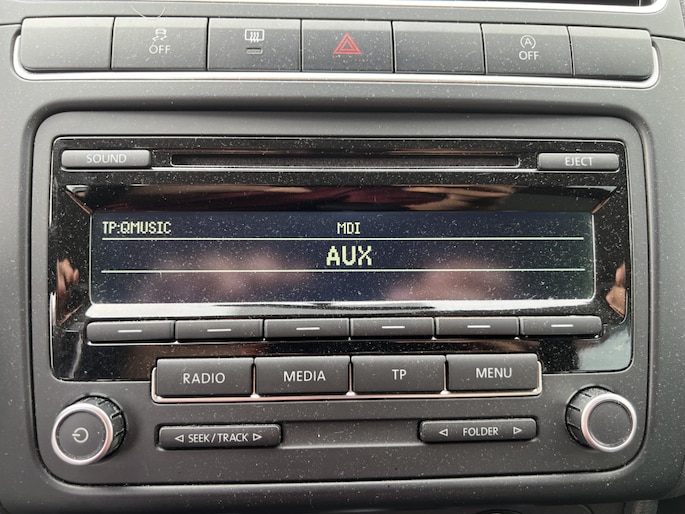 OFF
A OFF
SOUND
EJECT
TP:QMUSIC MDI
AUX
RADIO MEDIA TP MENU
SEEK/TRACK
FOLDER